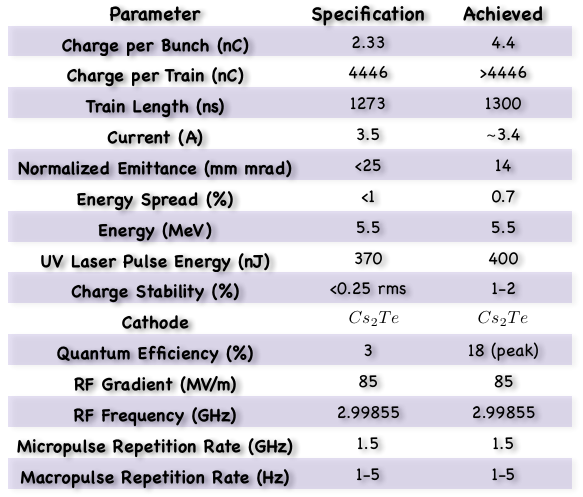 Parameter Specification Achieved
Charge per Bunch (nC) 2.33 4.4
Charge per Train (nC) 4446 >4446
Train Length (ns) 1273 1300
Current (A) 3.5 ~3.4
Normalized Emittance (mm mrad) <25 14
Energy Spread (%) <1 0.7
Energy (MeV) 5.5 5.5
UV Laser Pulse Energy (nJ) 370 400
Charge Stability (%) <0.25 rms 1-2
Cathode Cs₂Te Cs₂Te
Quantum Efficiency (%) 3 18 (peak)
RF Gradient (MV/m) 85 85
RF Frequency (GHz) 2.99855 2.99855
Micropulse Repetition Rate (GHz) 1.5 1.5
Macropulse Repetition Rate (Hz) 1-5 1-5